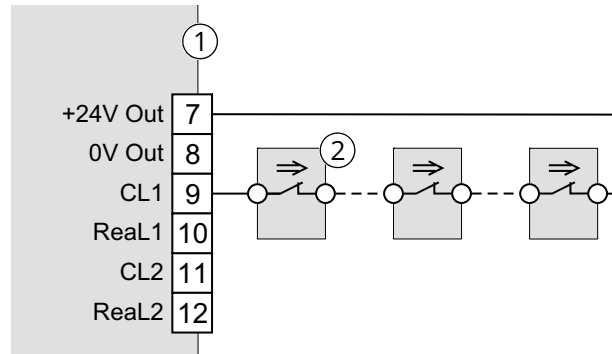 1
+24V Out 7
0V Out 8
2
CL1 9
ReaL1 10
CL2 11
ReaL2 12